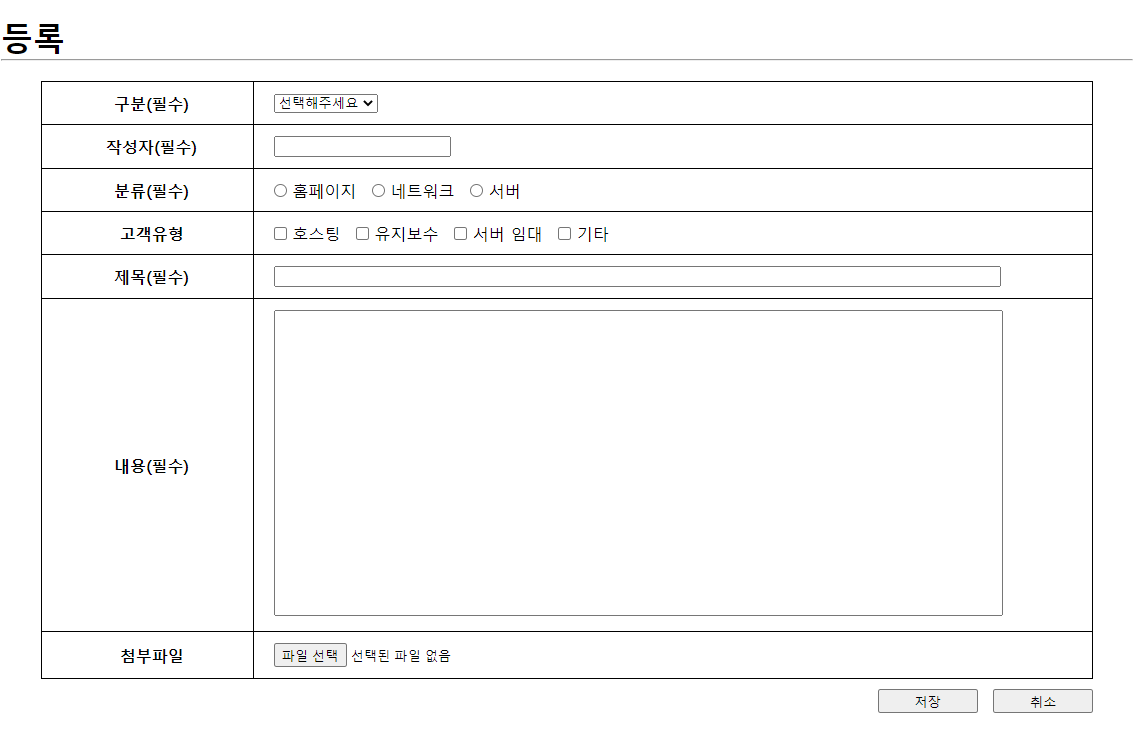 등록
구분(필수) 선택해주세요
작성자(필수)
분류(필수) 홈페이지 네트워크 서버
고객유형 호스팅 유지보수 서버 임대 기타
제목(필수)
내용(필수)
첨부파일 파일 선택 선택된 파일 없음
저장 취소